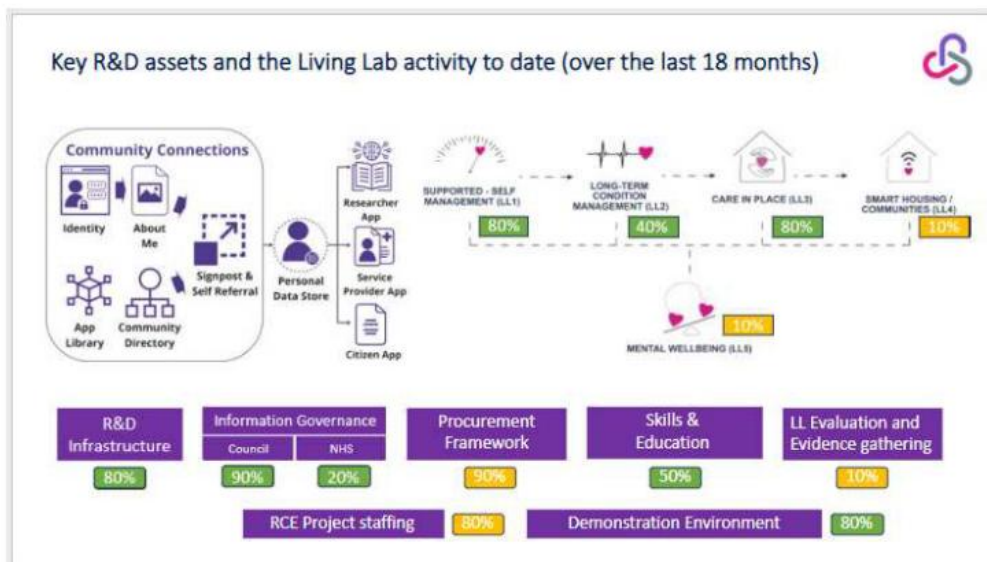 Key R&D assets and the Living Lab activity to date (over the last 18 months)
Community Connections
Identity
About
Me
App
Library
Community
Directory
Signpost &
Self Referral
Personal
Data Store
Researcher
App
Service
Provider App
Citizen App
SUPPORTED - SELF
MANAGEMENT (LL1)
80%
LONG-TERM
CONDITION
MANAGEMENT (LL2)
40%
CARE IN PLACE (LL3)
80%
SMART HOUSING /
COMMUNITIES (LL4)
10%
10%
MENTAL WELLBEING (LL5)
R&D
Infrastructure
80%
Information Governance
Council
NHS
90%
20%
Procurement
Framework
90%
Skills &
Education
50%
LL Evaluation and
Evidence gathering
10%
RCE Project staffing
80%
Demonstration Environment
80%